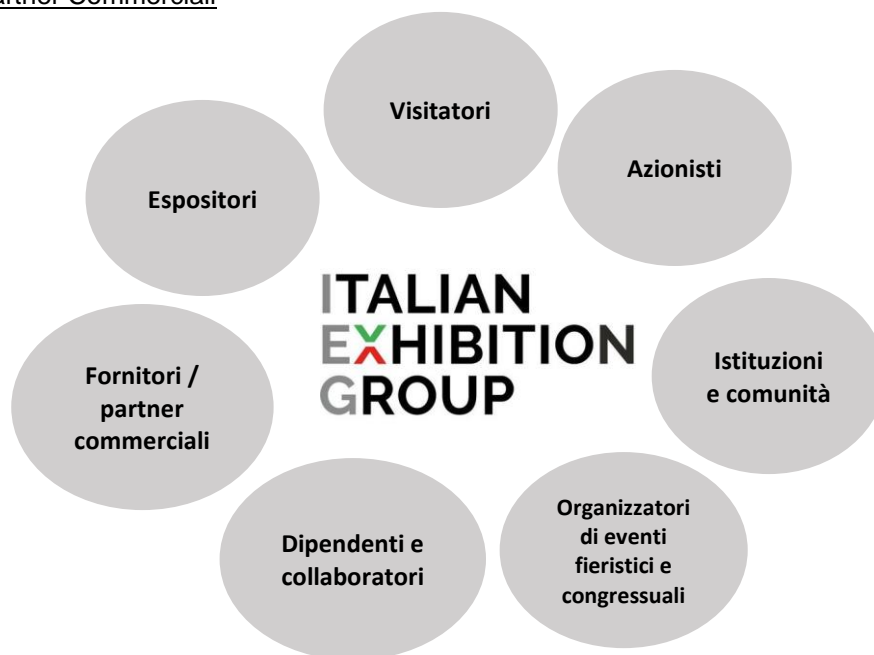 Partner Commerciali
Visitatori
Azionisti
Espositori
ITALIAN
EXHIBITION
GROUP
Istituzioni
e comunità
Fornitori /
partner
commerciali
Organizzatori
di eventi
fieristici e
congressuali
Dipendenti e
collaboratori